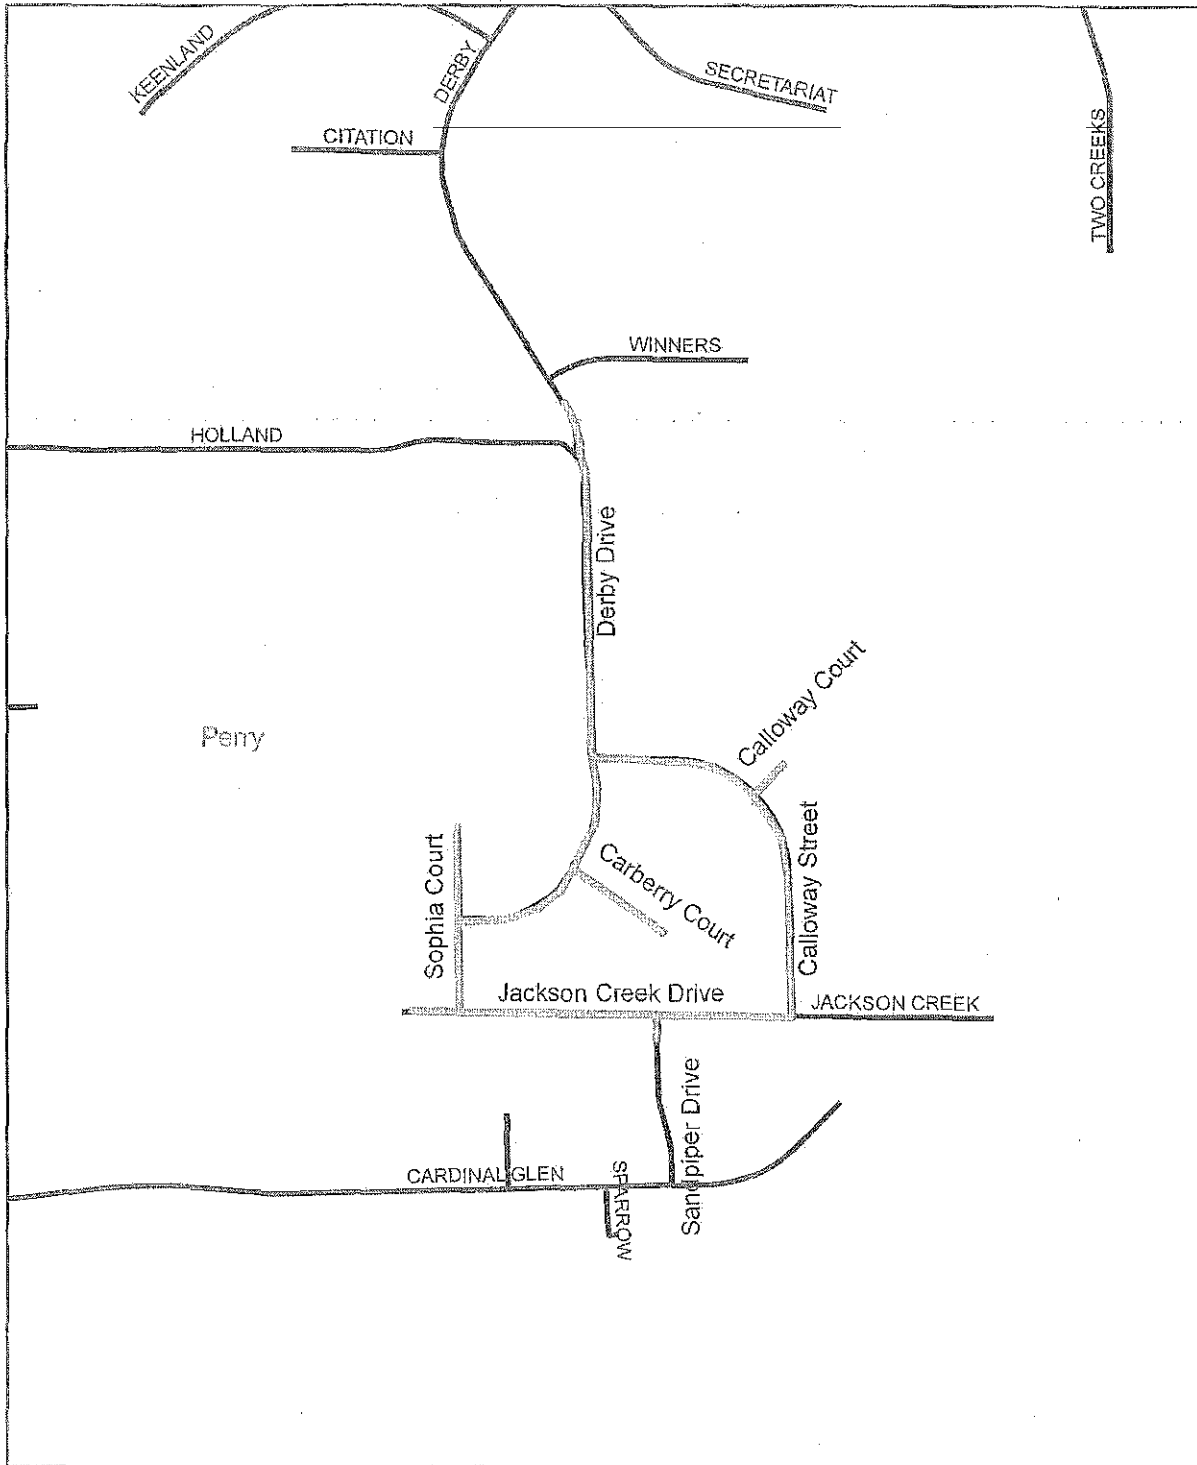 KEENLAND
DERBY
SECRETARIAT
CITATION
TWO CREEKS
WINNERS
HOLLAND
Derby Drive
Calloway Court
Perry
Calloway Street
Sophia Court
Carberry Court
Jackson Creek Drive
JACKSON CREEK
Sandpiper Drive
CARDINAL GLEN
SPARROW